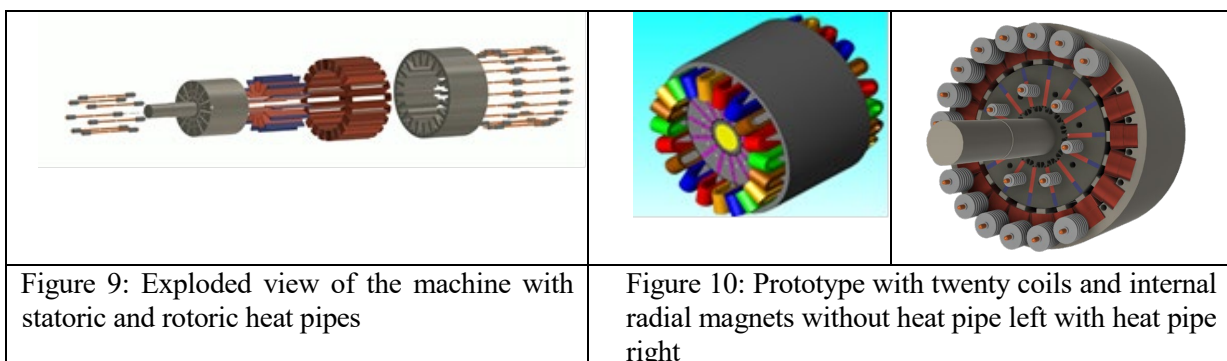 Figure 9: Exploded view of the machine with
statoric and rotoric heat pipes
Figure 10: Prototype with twenty coils and internal
radial magnets without heat pipe left with heat pipe
right